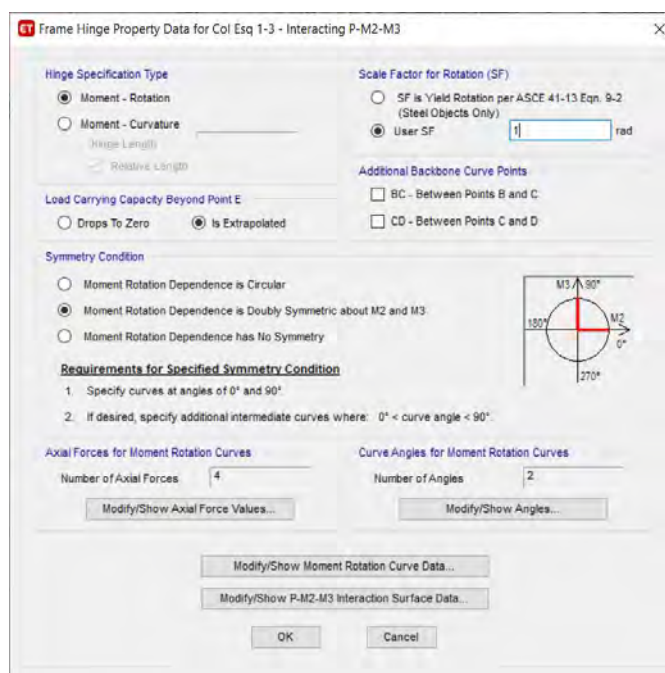 ET Frame Hinge Property Data for Col Esq 1-3 - Interacting P-M2-M3
Hinge Specification Type
Moment - Rotation
Moment - Curvature
Hinge Length
Relative Length
Scale Factor for Rotation (SF)
SF is Yield Rotation per ASCE 41-13 Eqn. 9-2
(Steel Objects Only)
User SF 1 rad
Load Carrying Capacity Beyond Point E
Drops To Zero Is Extrapolated
Additional Backbone Curve Points
BC - Between Points B and C
CD - Between Points C and D
Symmetry Condition
Moment Rotation Dependence is Circular
Moment Rotation Dependence is Doubly Symmetric about M2 and M3
Moment Rotation Dependence has No Symmetry
M3 90°
180° M2
0°
270°
Requirements for Specified Symmetry Condition
1. Specify curves at angles of 0° and 90°.
2. If desired, specify additional intermediate curves where: 0° < curve angle < 90°.
Axial Forces for Moment Rotation Curves
Number of Axial Forces 4
Modify/Show Axial Force Values...
Curve Angles for Moment Rotation Curves
Number of Angles 2
Modify/Show Angles...
Modify/Show Moment Rotation Curve Data...
Modify/Show P-M2-M3 Interaction Surface Data...
OK Cancel